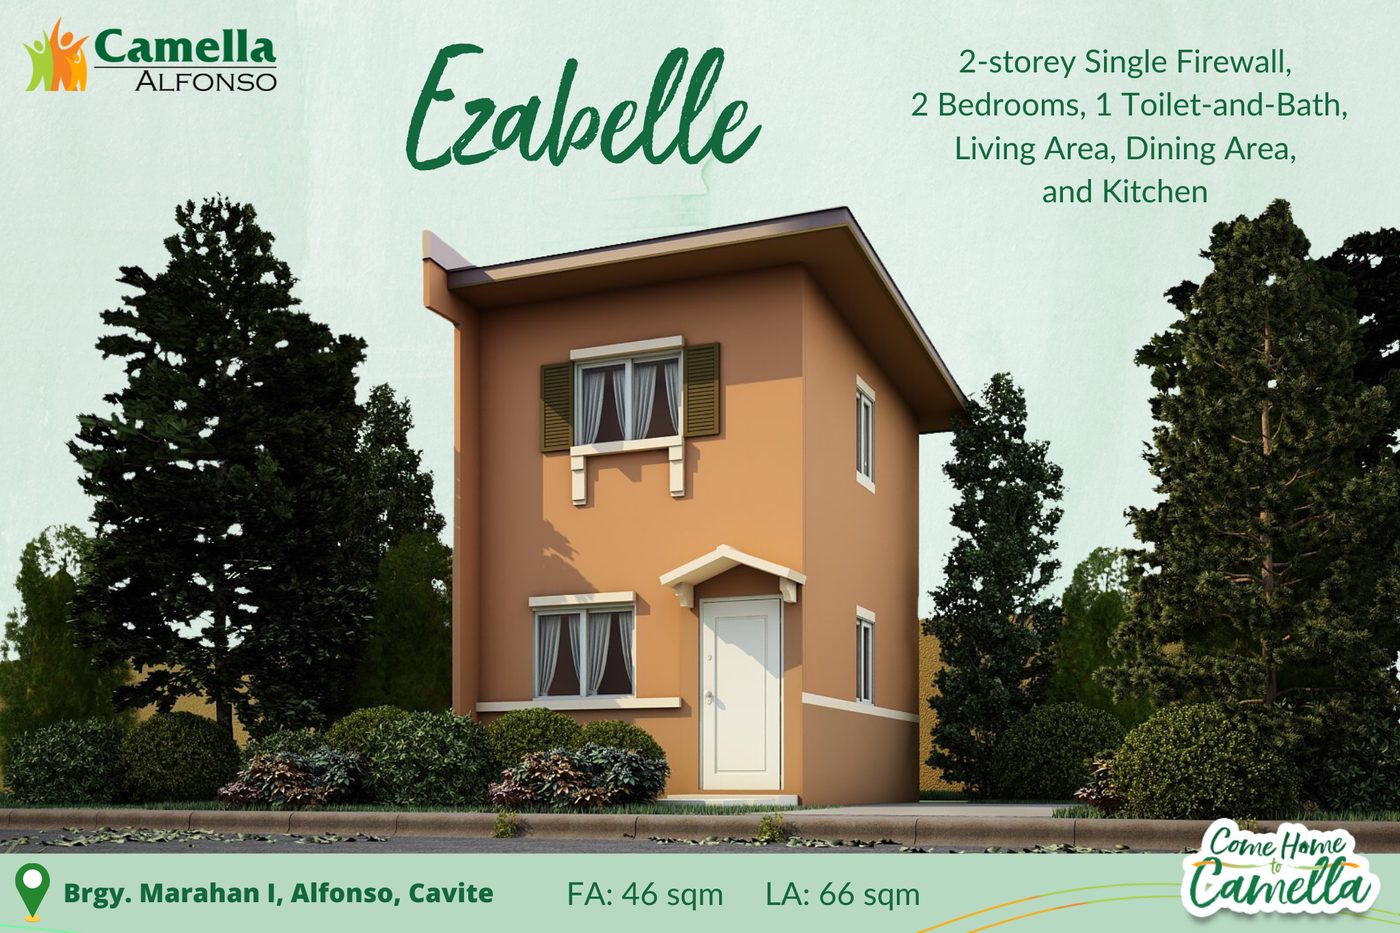 Camella
ALFONSO
Ezabelle
2-storey Single Firewall,
2 Bedrooms, 1 Toilet-and-Bath,
Living Area, Dining Area,
and Kitchen
Brgy. Marahan I, Alfonso, Cavite
FA: 46 sqm
LA: 66 sqm
Come Home
to
Camella